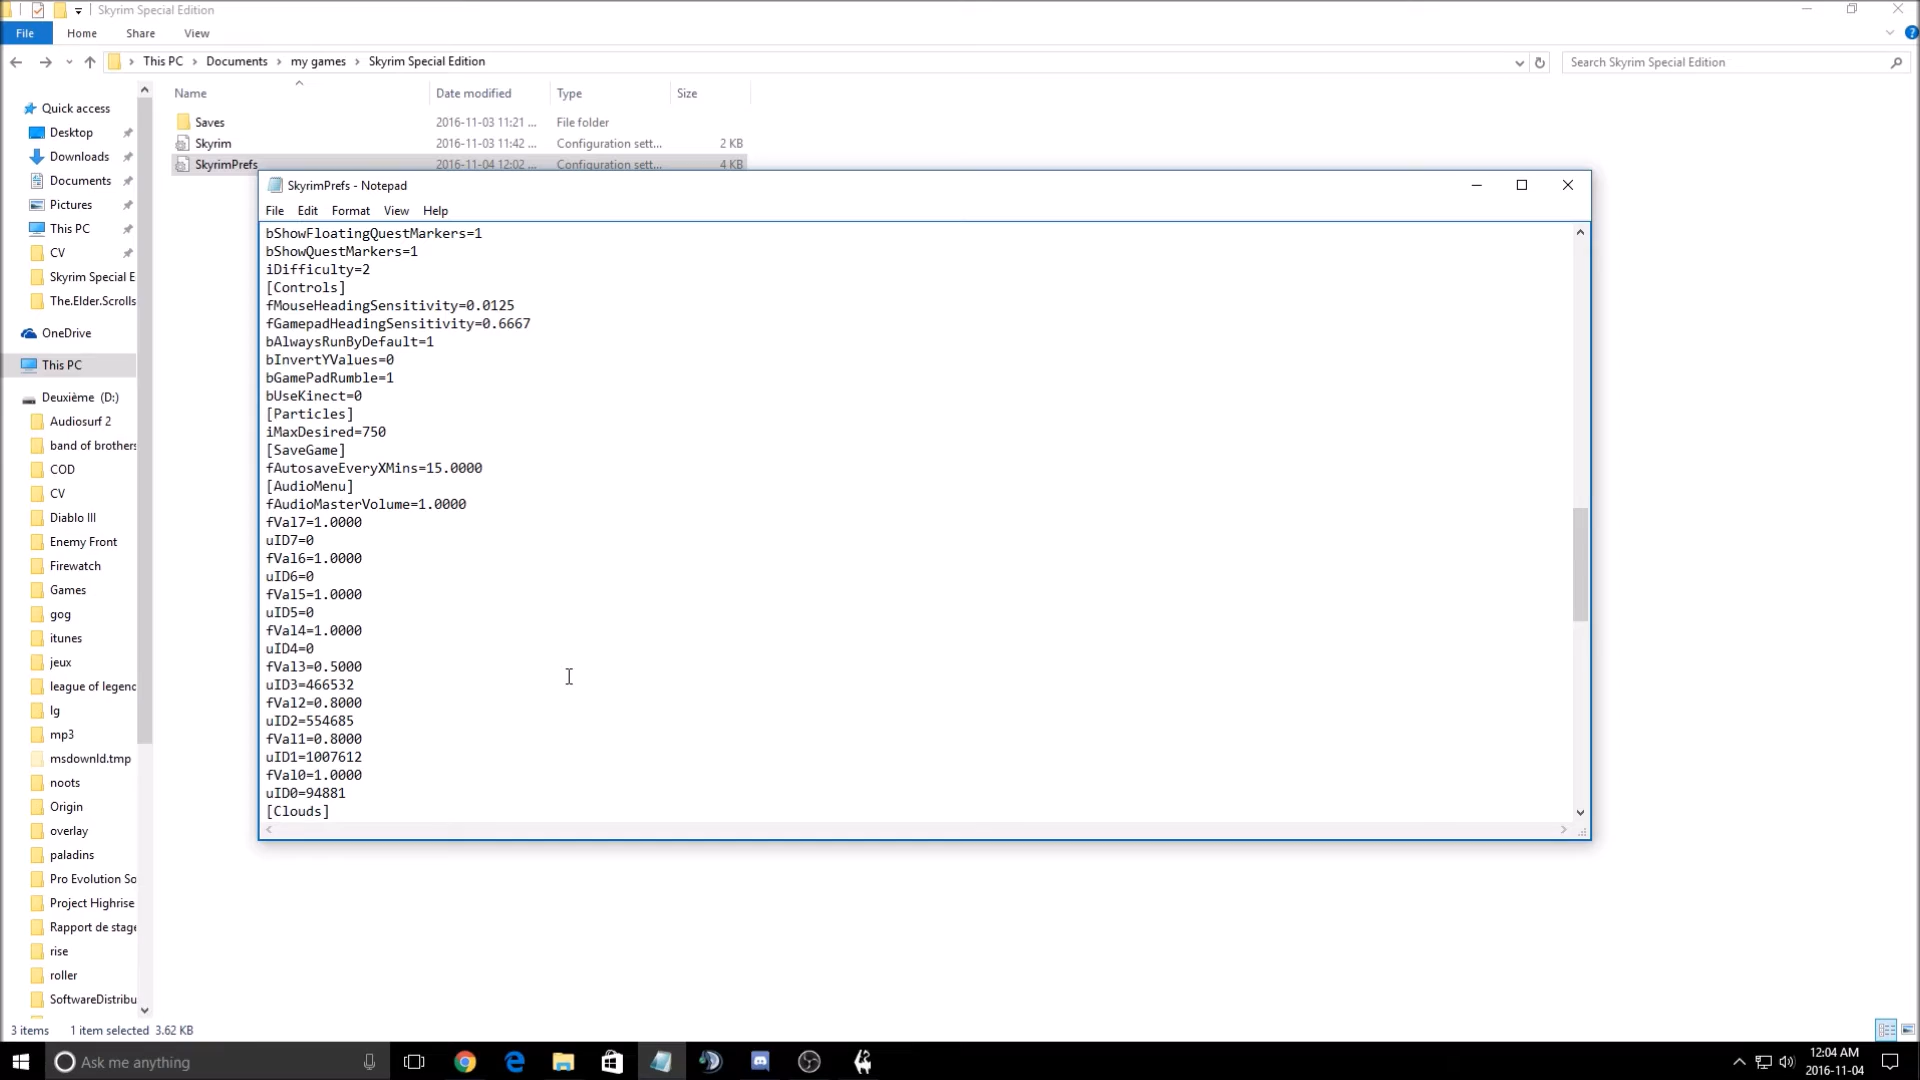 Skyrim Special Edition
File Home Share View
This PC Documents my games Skyrim Special Edition
Search Skyrim Special Edition
Name Date modified Type Size
Saves 2016-11-03 11:21 ... File folder
Skyrim 2016-11-03 11:42 ... Configuration sett... 2 KB
SkyrimPrefs 2016-11-04 12:02 ... Configuration sett... 4 KB
Quick access
Desktop
Downloads
Documents
Pictures
This PC
CV
Skyrim Special E
The.Elder.Scrolls
OneDrive
This PC
Deuxième (D:)
Audiosurf 2
band of brothers
COD
CV
Diablo III
Enemy Front
Firewatch
Games
gog
itunes
jeux
league of legend
lg
mp3
msdownld.tmp
noots
Origin
overlay
paladins
Pro Evolution So
Project Highrise
Rapport de stage
rise
roller
SoftwareDistribu
SkyrimPrefs - Notepad
File Edit Format View Help
bShowFloatingQuestMarkers=1
bShowQuestMarkers=1
iDifficulty=2
[Controls]
fMouseHeadingSensitivity=0.0125
fGamepadHeadingSensitivity=0.6667
bAlwaysRunByDefault=1
bInvertYValues=0
bGamePadRumble=1
bUseKinect=0
[Particles]
iMaxDesired=750
[SaveGame]
fAutosaveEveryXMins=15.0000
[AudioMenu]
fAudioMasterVolume=1.0000
fVal7=1.0000
uID7=0
fVal6=1.0000
uID6=0
fVal5=1.0000
uID5=0
fVal4=1.0000
uID4=0
fVal3=0.5000
uID3=466532
fVal2=0.8000
uID2=554685
fVal1=0.8000
uID1=1007612
fVal0=1.0000
uID0=94881
[Clouds]
3 items 1 item selected 3.62 KB
Ask me anything
12:04 AM
2016-11-04